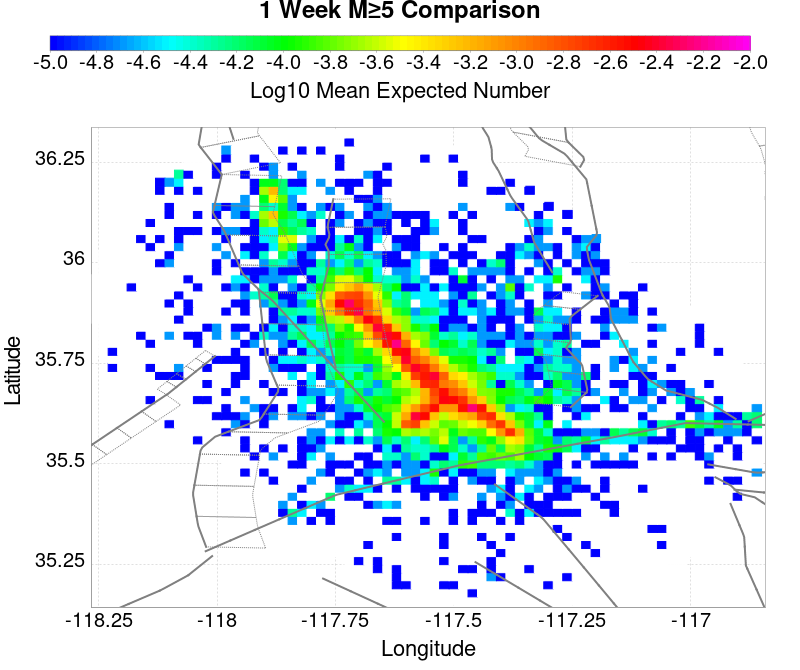 1 Week M≥5 Comparison
-5.0 -4.8 -4.6 -4.4 -4.2 -4.0 -3.8 -3.6 -3.4 -3.2 -3.0 -2.8 -2.6 -2.4 -2.2 -2.0
Log10 Mean Expected Number
36.25
36
35.75
35.5
35.25
Latitude
-118.25 -118 -117.75 -117.5 -117.25 -117
Longitude